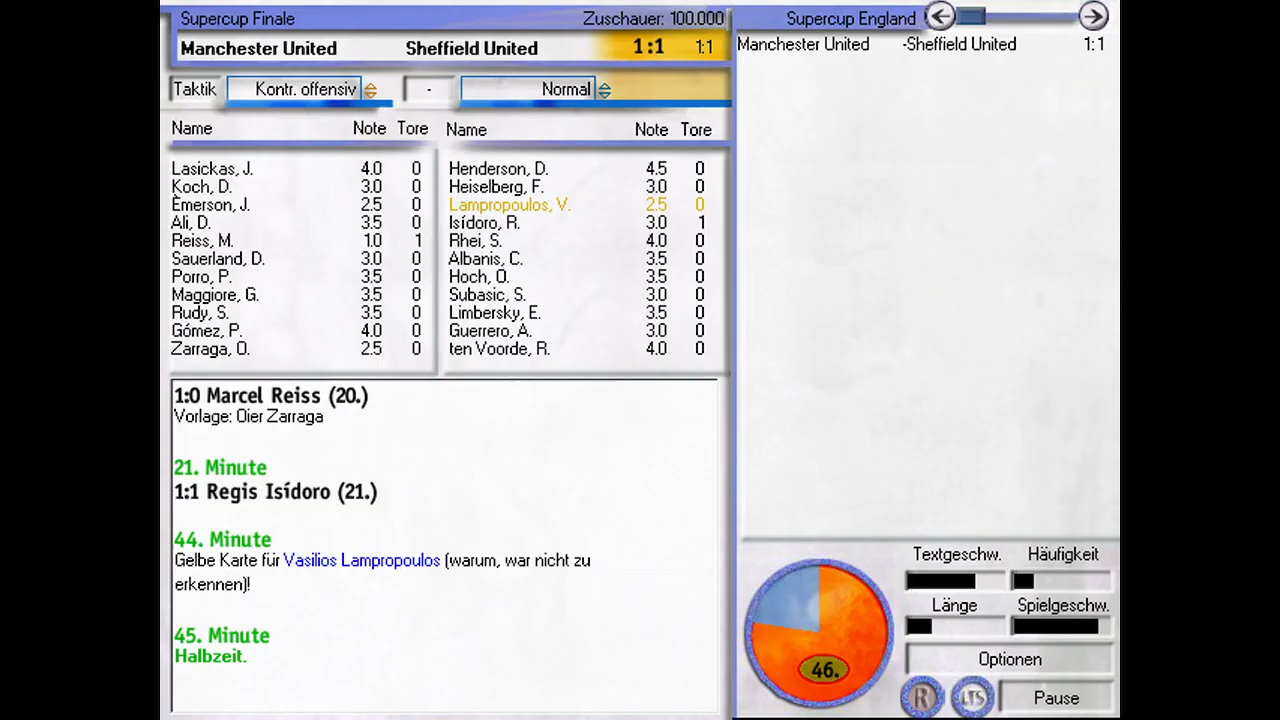 Supercup Finale Zuschauer: 100.000
Manchester United Sheffield United 1:1 1:1
Taktik Kontr. offensiv - Normal
Name Note Tore Name Note Tore
Lasickas, J. 4.0 0 Henderson, D. 4.5 0
Koch, D. 3.0 0 Heiselberg, F. 3.0 0
Èmerson, J. 2.5 0 Lampropoulos, V. 2.5 0
Ali, D. 3.5 0 Isídoro, R. 3.0 1
Reiss, M. 1.0 1 Rhei, S. 4.0 0
Sauerland, D. 3.0 0 Albanis, C. 3.5 0
Porro, P. 3.5 0 Hoch, O. 3.5 0
Maggiore, G. 3.5 0 Subasic, S. 3.0 0
Rudy, S. 3.5 0 Limbersky, E. 3.5 0
Gómez, P. 4.0 0 Guerrero, A. 3.0 0
Zarraga, O. 2.5 0 ten Voorde, R. 4.0 0
1:0 Marcel Reiss (20.)
Vorlage: Oier Zarraga
21. Minute
1:1 Regis Isídoro (21.)
44. Minute
Gelbe Karte für Vasilios Lampropoulos (warum, war nicht zu
erkennen)!
45. Minute
Halbzeit.
Supercup England
Manchester United -Sheffield United 1:1
Textgeschw. Häufigkeit
Länge Spielgeschw.
46.
Optionen
R LTS Pause